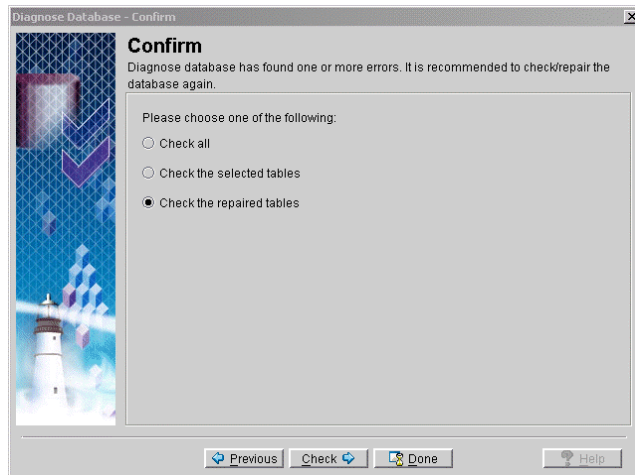 Diagnose Database - Confirm
Confirm
Diagnose database has found one or more errors. It is recommended to check/repair the
database again.
Please choose one of the following:
Check all
Check the selected tables
Check the repaired tables
Previous
Check
Done
Help